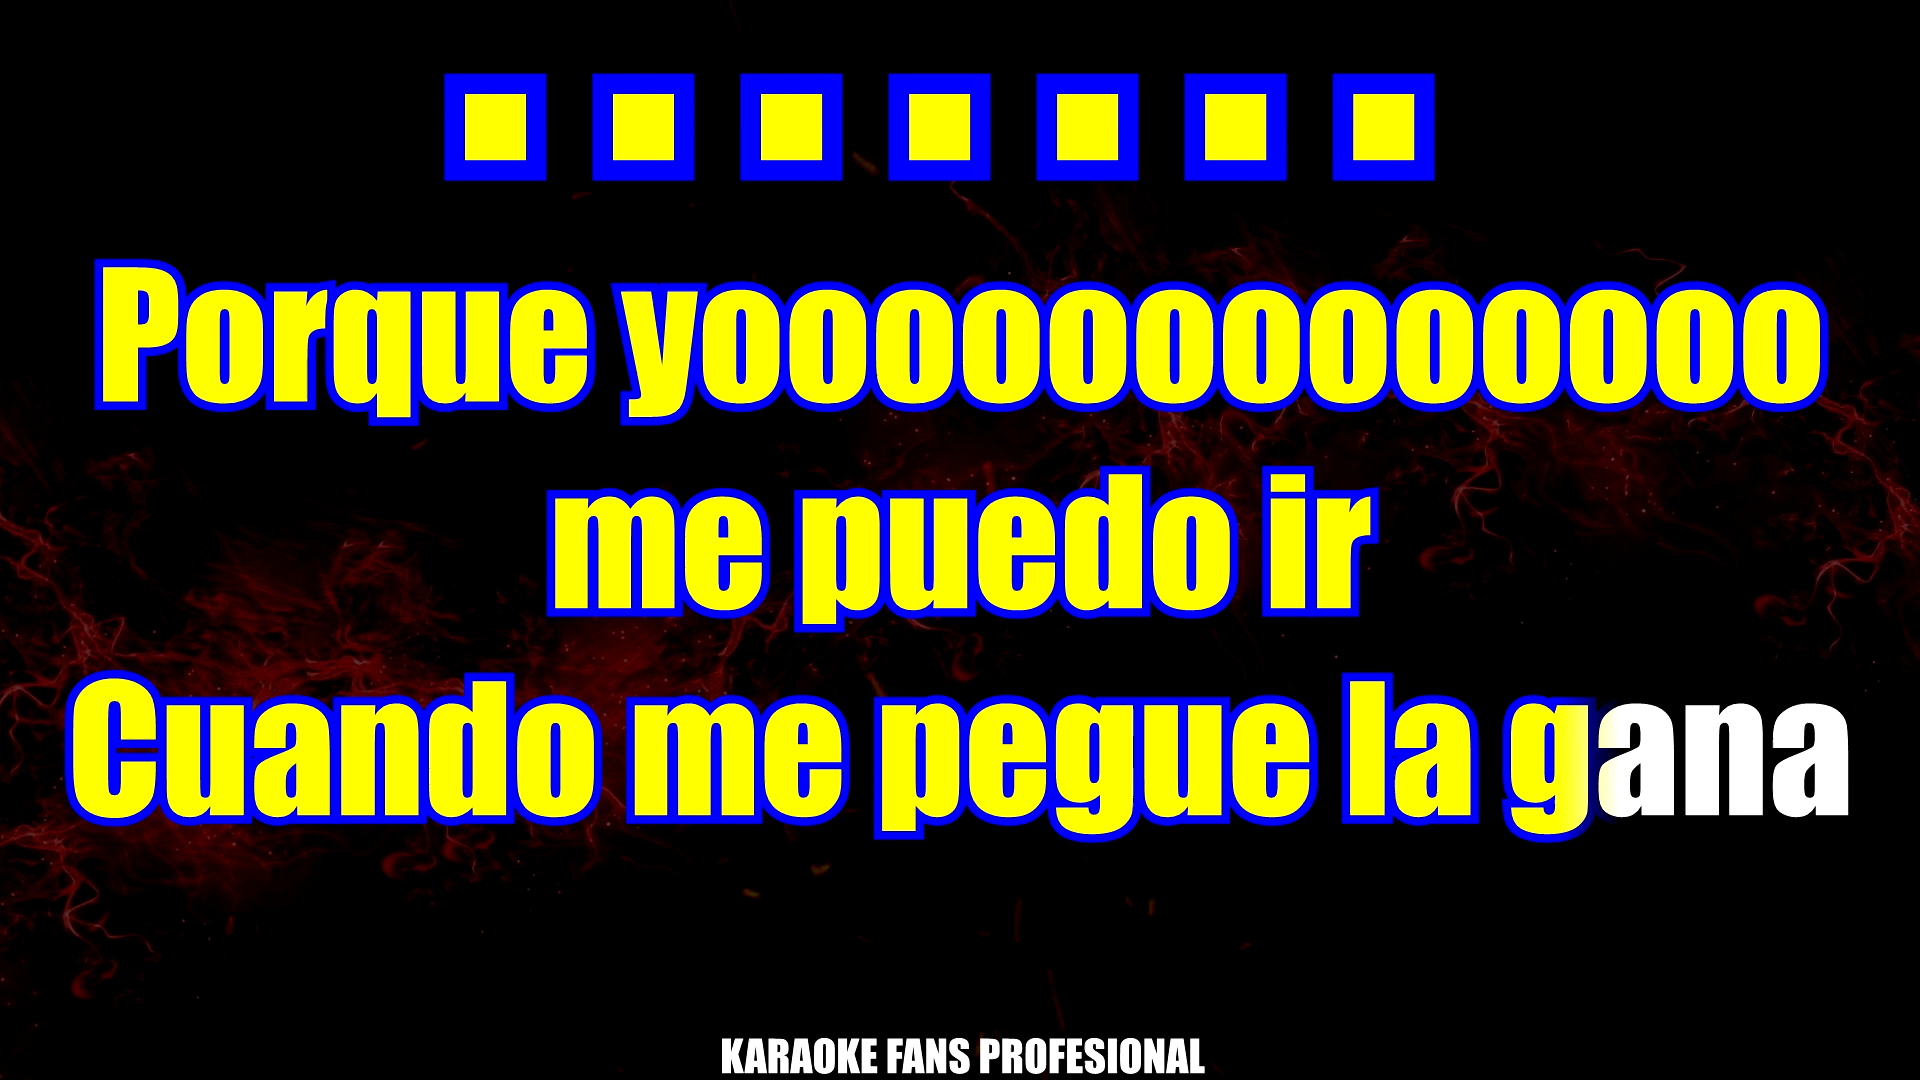 ■ ■ ■ ■ ■ ■ ■
Porque yooooooooooooo
me puedo ir
Cuando me pegue la gana
KARAOKE FANS PROFESIONAL